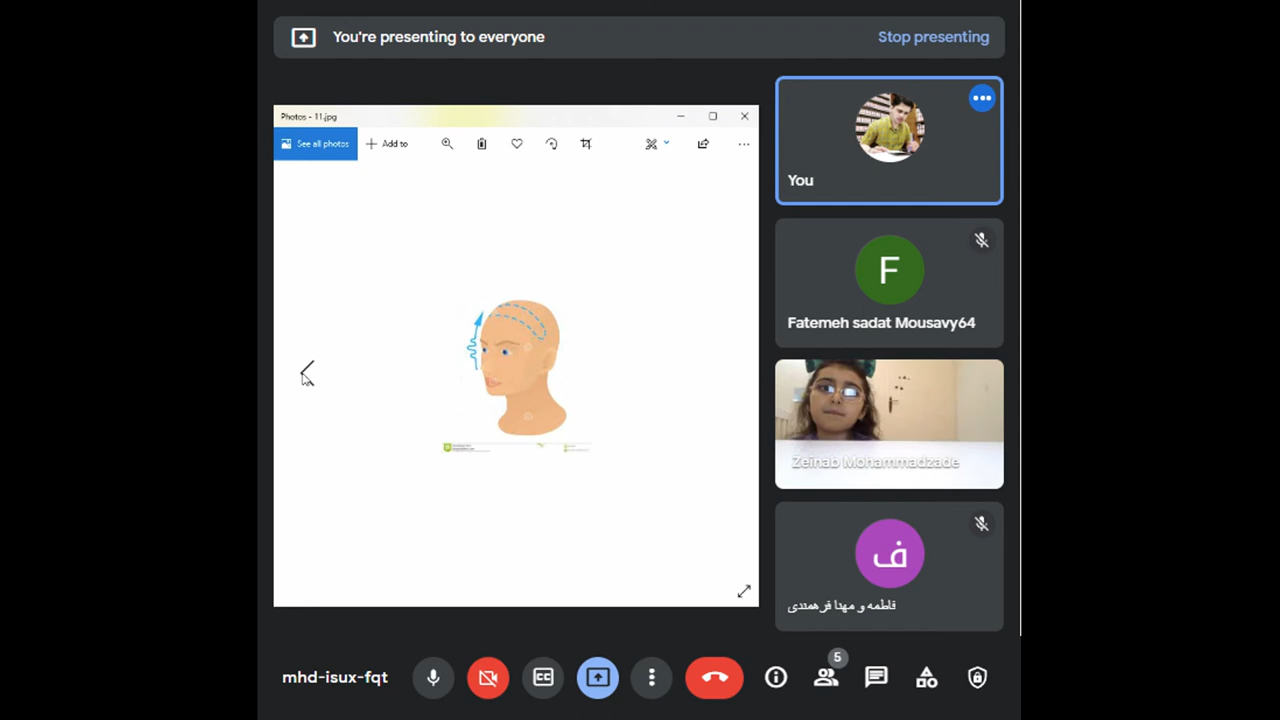 You're presenting to everyone
Stop presenting
Photos - 11.jpg
See all photos
Add to
You
F
Fatemeh sadat Mousavy64
Zeinab Mohammadzade
ف
فاطمه و مهدا فرهمندی
mhd-isux-fqt
CC
5